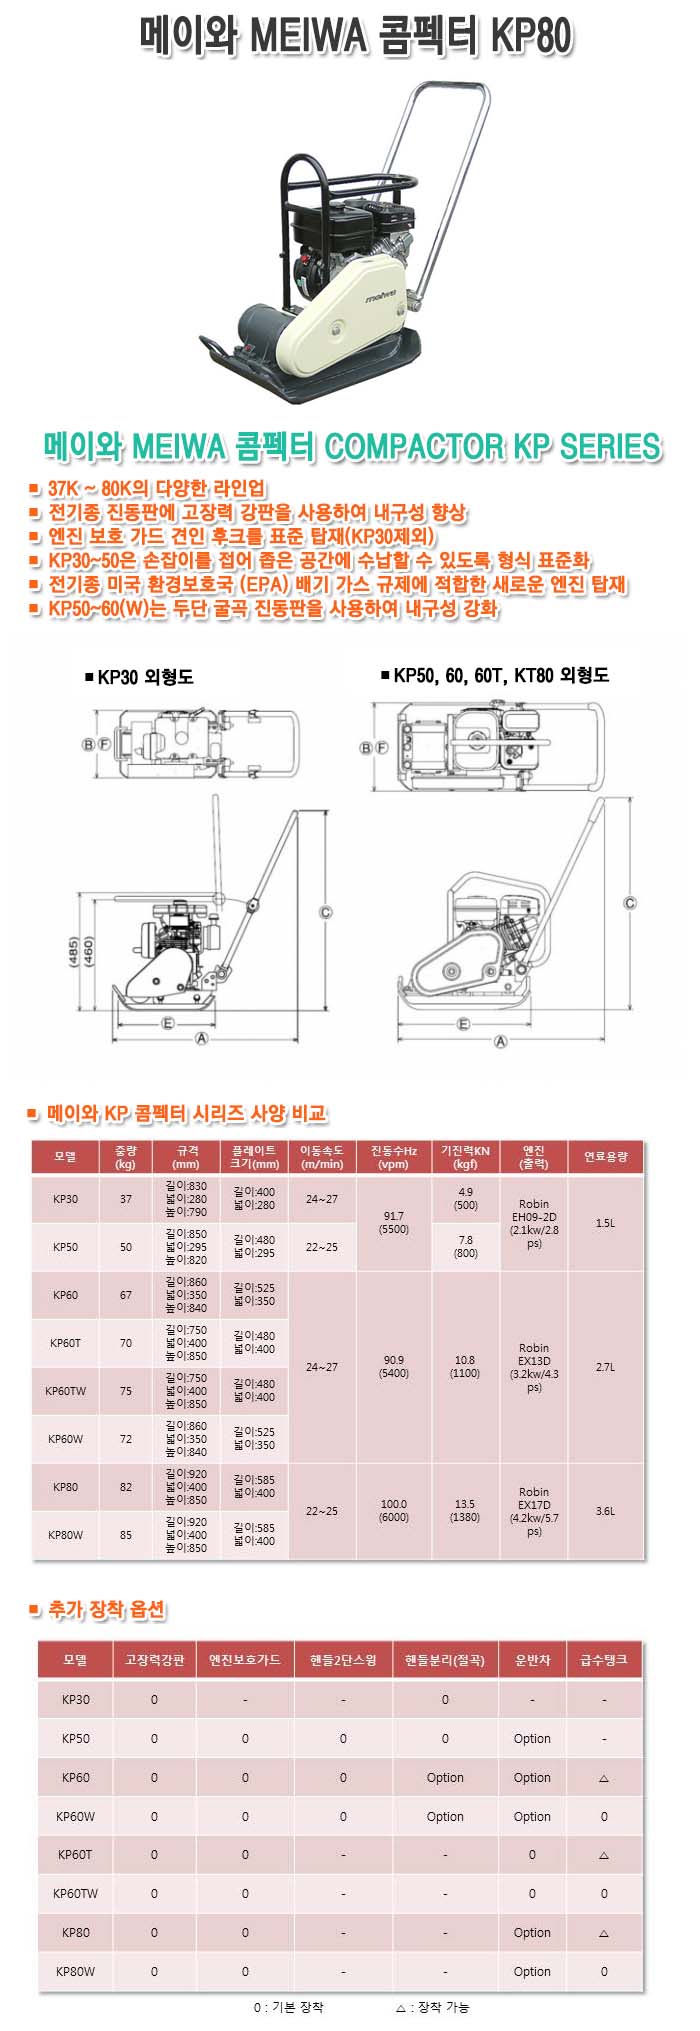 메이와 MEIWA 콤펙터 KP80
meiwa
메이와 MEIWA 콤펙터 COMPACTOR KP SERIES
■ 37K ~ 80K의 다양한 라인업
■ 전기종 진동판에 고장력 강판을 사용하여 내구성 향상
■ 엔진 보호 가드 견인 후크를 표준 탑재(KP30제외)
■ KP30~50은 손잡이를 접어 좁은 공간에 수납할 수 있도록 형식 표준화
■ 전기종 미국 환경보호국 (EPA) 배기 가스 규제에 적합한 새로운 엔진 탑재
■ KP50~60(W)는 두단 굴곡 진동판을 사용하여 내구성 강화
■ KP30 외형도
■ KP50, 60, 60T, KT80 외형도
B F
B F
C
C
(485)
(460)
E
A
E
A
■ 메이와 KP 콤펙터 시리즈 사양 비교
모델 중량 (kg) 규격 (mm) 플레이트 크기(mm) 이동속도 (m/min) 진동수Hz (vpm) 기진력KN (kgf) 엔진 (출력) 연료용량
KP30 37 길이:830 넓이:280 높이:790 길이:400 넓이:280 24~27 91.7 (5500) 4.9 (500) Robin EH09-2D (2.1kw/2.8 ps) 1.5L
KP50 50 길이:850 넓이:295 높이:820 길이:480 넓이:295 22~25 7.8 (800)
KP60 67 길이:860 넓이:350 높이:840 길이:525 넓이:350
KP60T 70 길이:750 넓이:400 높이:850 길이:480 넓이:400 24~27 90.9 (5400) 10.8 (1100) Robin EX13D (3.2kw/4.3 ps) 2.7L
KP60TW 75 길이:750 넓이:400 높이:850 길이:480 넓이:400
KP60W 72 길이:860 넓이:350 높이:840 길이:525 넓이:350
KP80 82 길이:920 넓이:400 높이:850 길이:585 넓이:400 22~25 100.0 (6000) 13.5 (1380) Robin EX17D (4.2kw/5.7 ps) 3.6L
KP80W 85 길이:920 넓이:400 높이:850 길이:585 넓이:400
■ 추가 장착 옵션
모델 고장력강판 엔진보호가드 핸들2단스윙 핸들분리(절곡) 운반차 급수탱크
KP30 0 - - 0 - -
KP50 0 0 0 0 Option -
KP60 0 0 0 Option Option △
KP60W 0 0 0 Option Option 0
KP60T 0 0 - - 0 △
KP60TW 0 0 - - 0 0
KP80 0 0 - - Option △
KP80W 0 0 - - Option 0
0 : 기본 장착 △ : 장착 가능